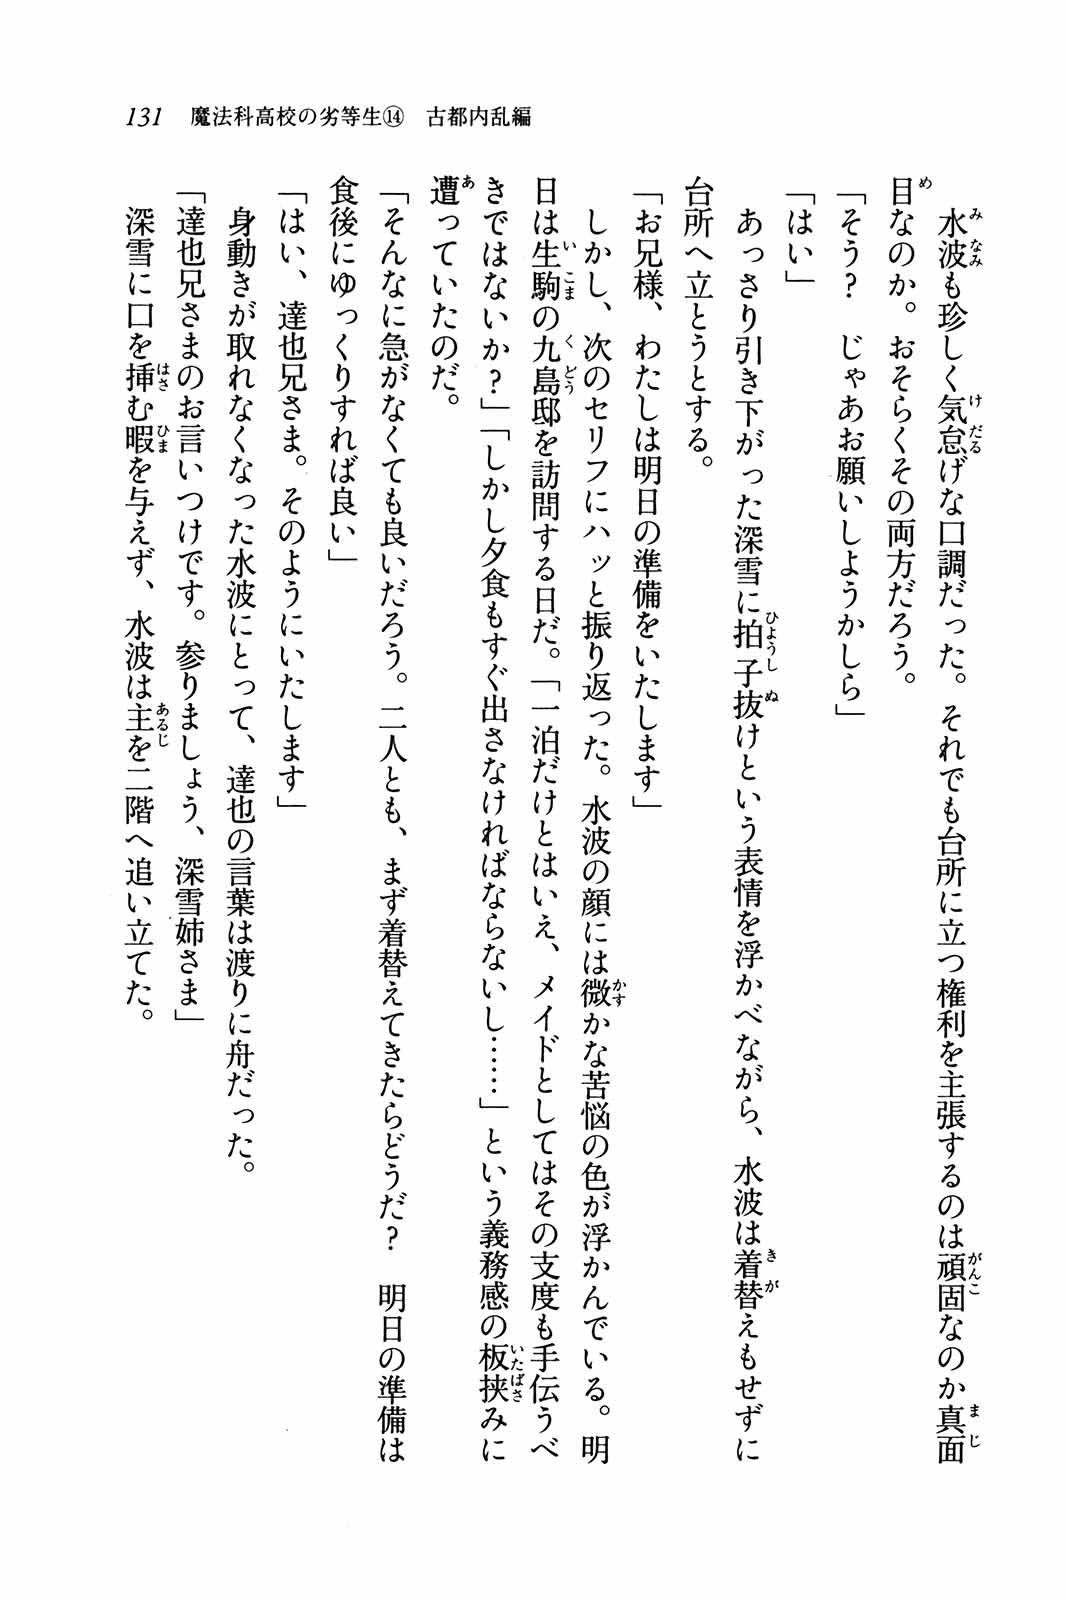 131　魔法科高校の劣等生⑭　古都内乱編
　水波も珍しく気怠げな口調だった。それでも台所に立つ権利を主張するのは頑固なのか真面
目なのか。おそらくその両方だろう。
「そう？　じゃあお願いしようかしら」
「はい」
　あっさり引き下がった深雪に拍子抜けという表情を浮かべながら、水波は着替えもせずに
台所へ立とうとする。
「お兄様、わたしは明日の準備をいたします」
　しかし、次のセリフにハッと振り返った。水波の顔には微かな苦悩の色が浮かんでいる。明
日は生駒の九島邸を訪問する日だ。「一泊だけとはいえ、メイドとしてはその支度も手伝うべ
きではないか？」「しかし夕食もすぐ出さなければならないし……」という義務感の板挟みに
遭っていたのだ。
「そんなに急がなくても良いだろう。二人とも、まず着替えてきたらどうだ？　明日の準備は
食後にゆっくりすれば良い」
「はい、達也兄さま。そのようにいたします」
　身動きが取れなくなった水波にとって、達也の言葉は渡りに舟だった。
「達也兄さまのお言いつけです。参りましょう、深雪姉さま」
　深雪に口を挿む暇を与えず、水波は主を二階へ追い立てた。